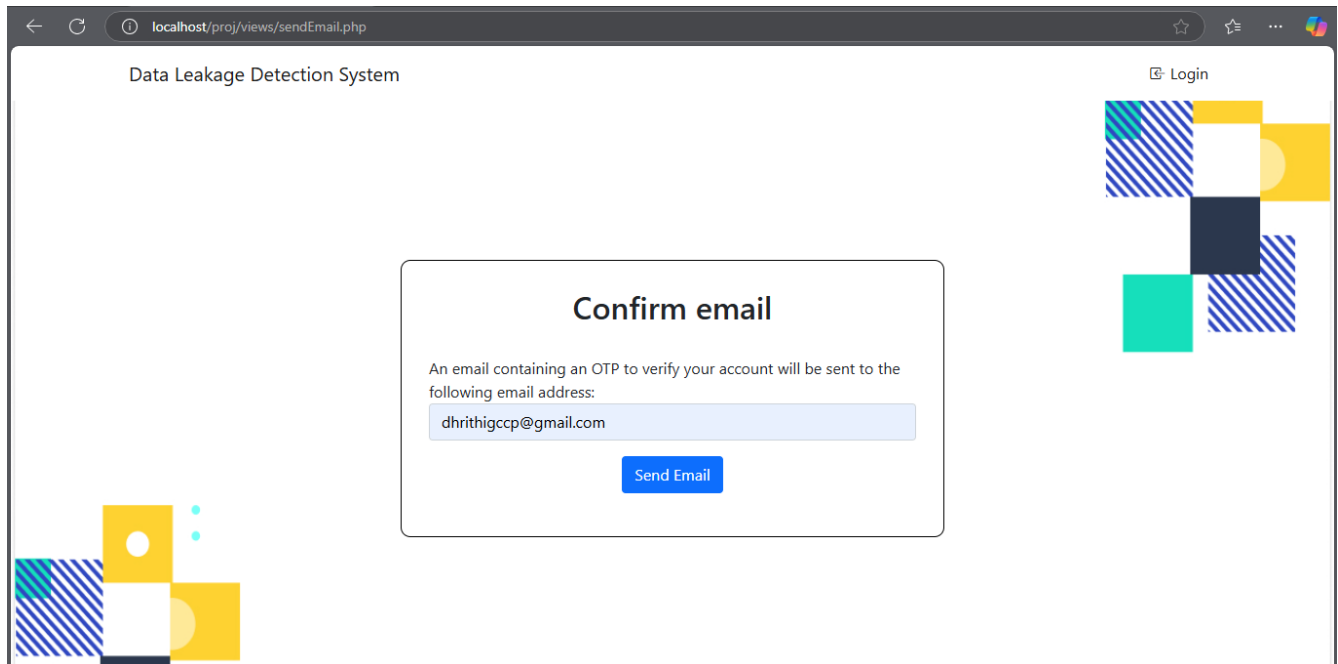 localhost/proj/views/sendEmail.php
Data Leakage Detection System
Login
Confirm email
An email containing an OTP to verify your account will be sent to the
following email address:
dhrithigccp@gmail.com
Send Email